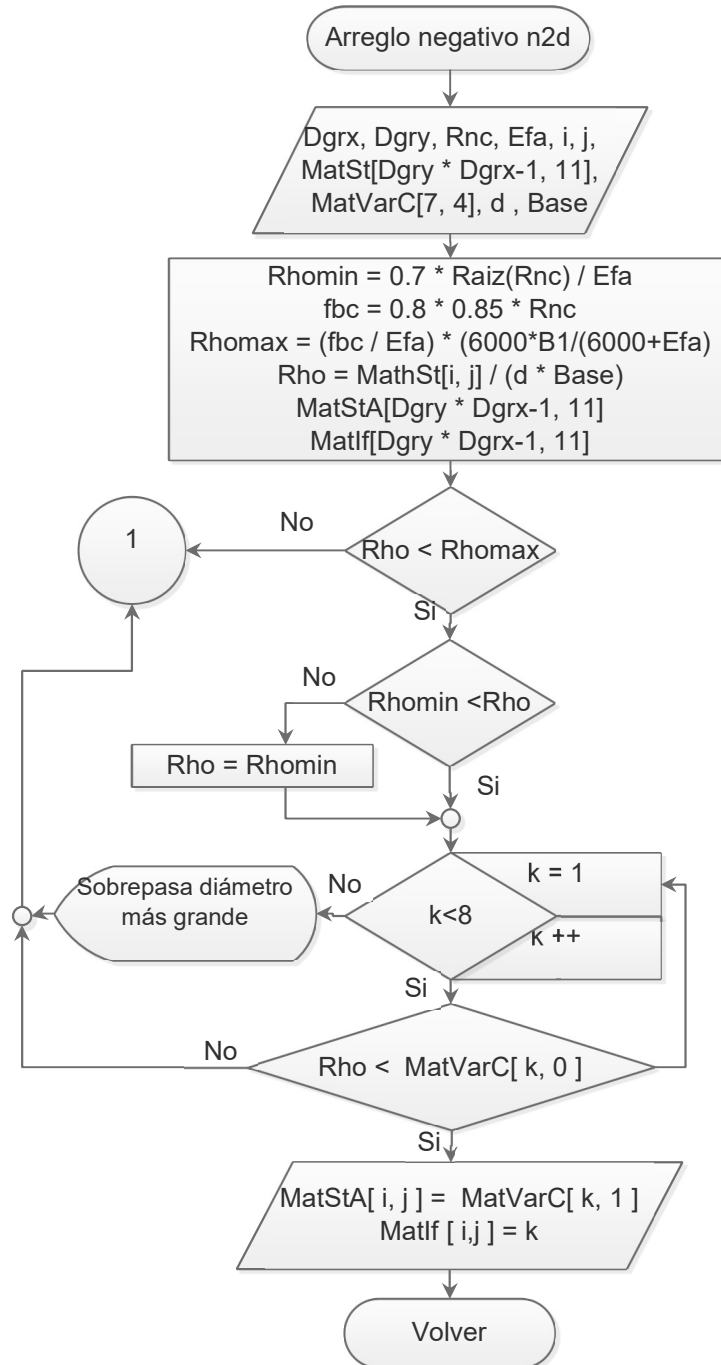 Arreglo negativo n2d
Dgrx, Dgry, Rnc, Efa, i, j,
MatSt[Dgry * Dgrx-1, 11],
MatVarC[7, 4], d , Base
Rhomin = 0.7 * Raiz(Rnc) / Efa
fbc = 0.8 * 0.85 * Rnc
Rhomax = (fbc / Efa) * (6000*B1/(6000+Efa)
Rho = MathSt[i, j] / (d * Base)
MatStA[Dgry * Dgrx-1, 11]
MatIf[Dgry * Dgrx-1, 11]
No
1
Rho < Rhomax
Si
No
Rhomin <Rho
Rho = Rhomin
Si
k = 1
Sobrepasa diámetro
más grande
No
k<8
k ++
Si
No
Rho < MatVarC[ k, 0 ]
Si
MatStA[ i, j ] = MatVarC[ k, 1 ]
MatIf [ i,j ] = k
Volver